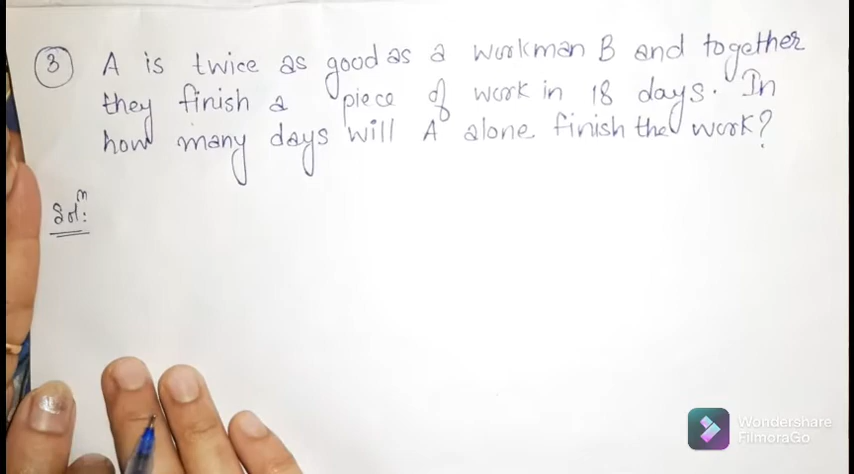 ③ A is twice as good as a workman B and together
they finish a piece of work in 18 days. In
how many days will A alone finish the work?
Solⁿ:
Wondershare
FilmoraGo